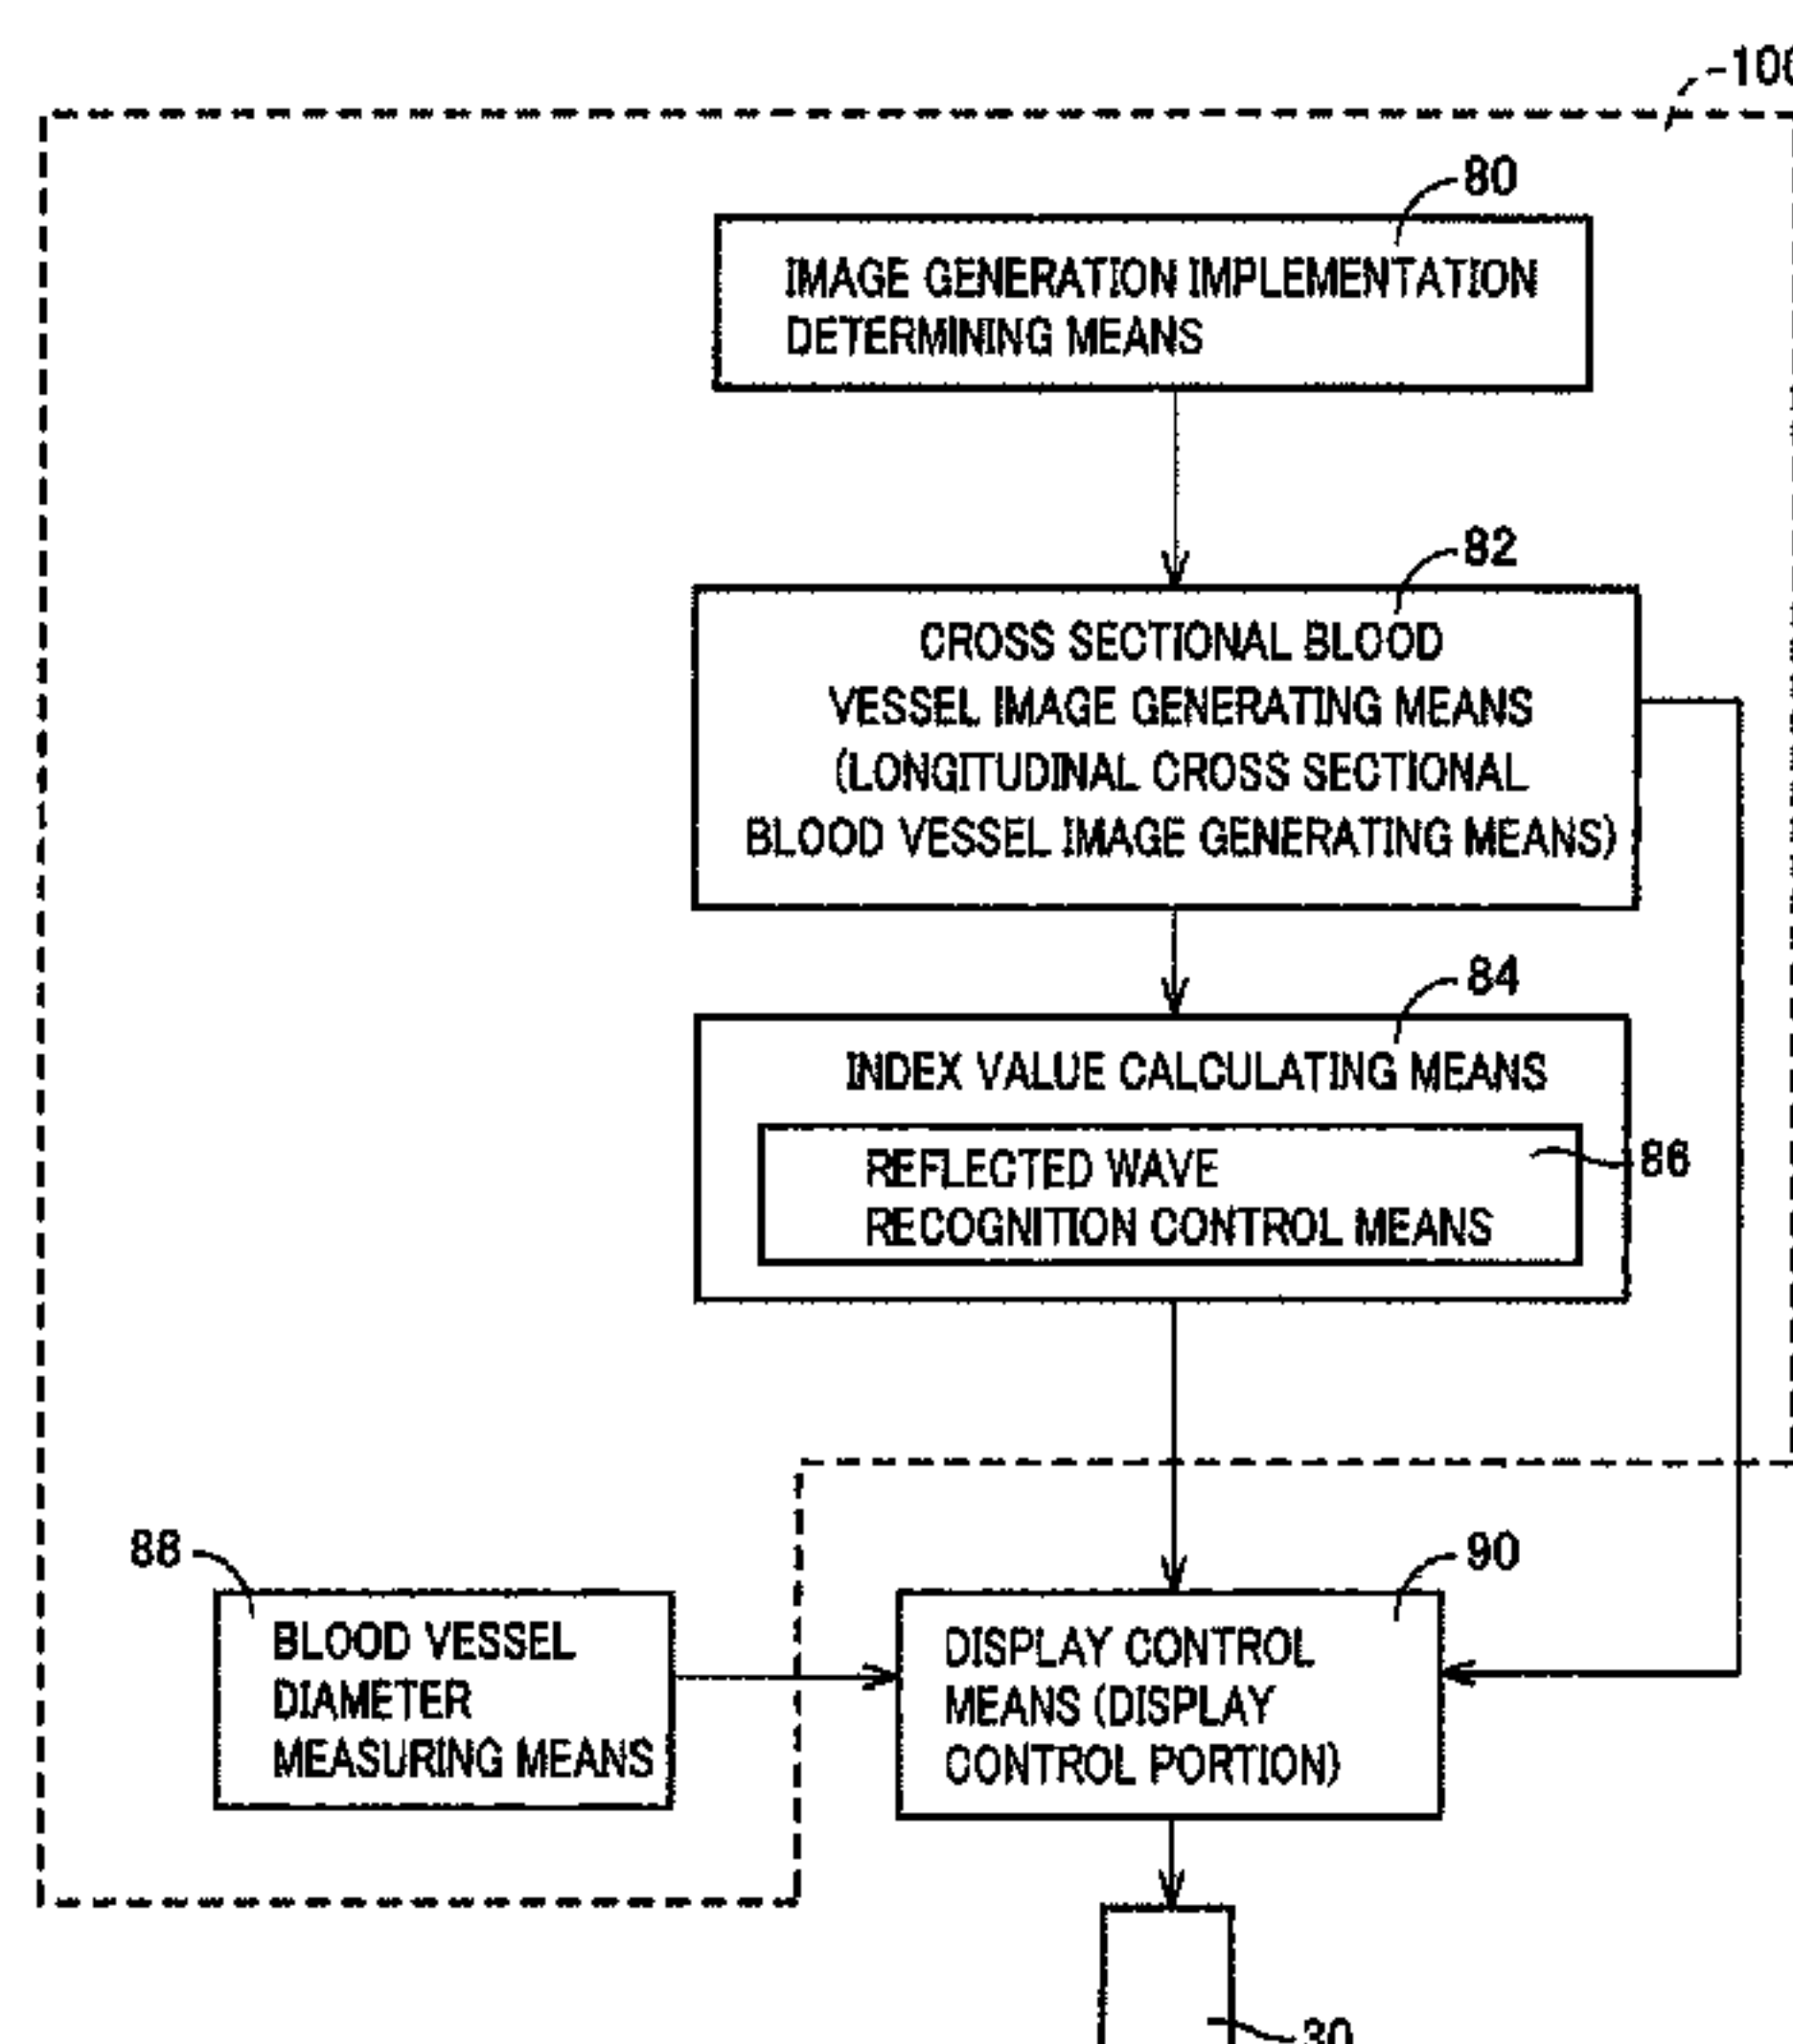 100
80
IMAGE GENERATION IMPLEMENTATION
DETERMINING MEANS
82
CROSS SECTIONAL BLOOD
VESSEL IMAGE GENERATING MEANS
(LONGITUDINAL CROSS SECTIONAL
BLOOD VESSEL IMAGE GENERATING MEANS)
84
INDEX VALUE CALCULATING MEANS
REFLECTED WAVE
RECOGNITION CONTROL MEANS
86
88
BLOOD VESSEL
DIAMETER
MEASURING MEANS
90
DISPLAY CONTROL
MEANS (DISPLAY
CONTROL PORTION)
30